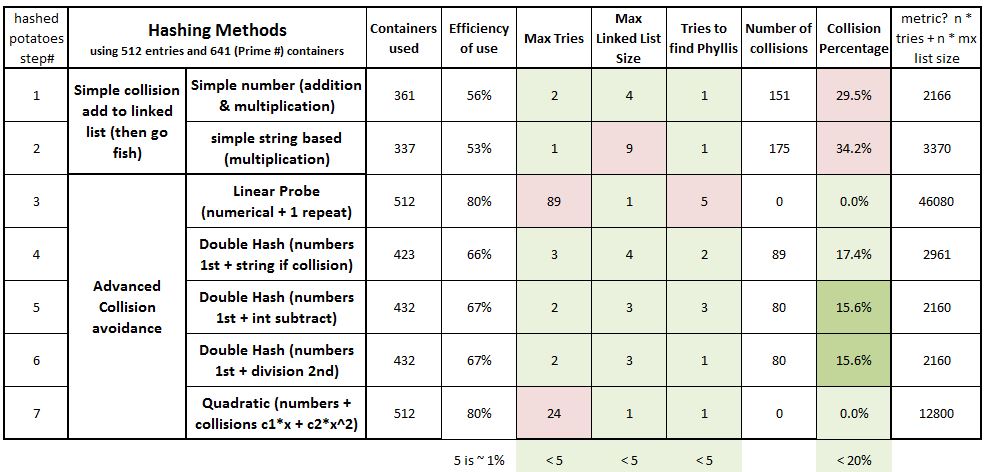 hashed potatoes step#	Hashing Methods using 512 entries and 641 (Prime #) containers	Containers used	Efficiency of use	Max Tries	Max Linked List Size	Tries to find Phyllis	Number of collisions	Collision Percentage	metric? n * tries + n * mx list size
1	Simple collision add to linked list (then go fish)	Simple number (addition & multiplication)	361	56%	2	4	1	151	29.5%	2166
2	simple string based (multiplication)	337	53%	1	9	1	175	34.2%	3370
3	Advanced Collision avoidance	Linear Probe (numerical + 1 repeat)	512	80%	89	1	5	0	0.0%	46080
4	Double Hash (numbers 1st + string if collision)	423	66%	3	4	2	89	17.4%	2961
5	Double Hash (numbers 1st + int subtract)	432	67%	2	3	3	80	15.6%	2160
6	Double Hash (numbers 1st + division 2nd)	432	67%	2	3	1	80	15.6%	2160
7	Quadratic (numbers + collisions c1*x + c2*x^2)	512	80%	24	1	1	0	0.0%	12800
5 is ~ 1%	< 5	< 5	< 5	< 20%